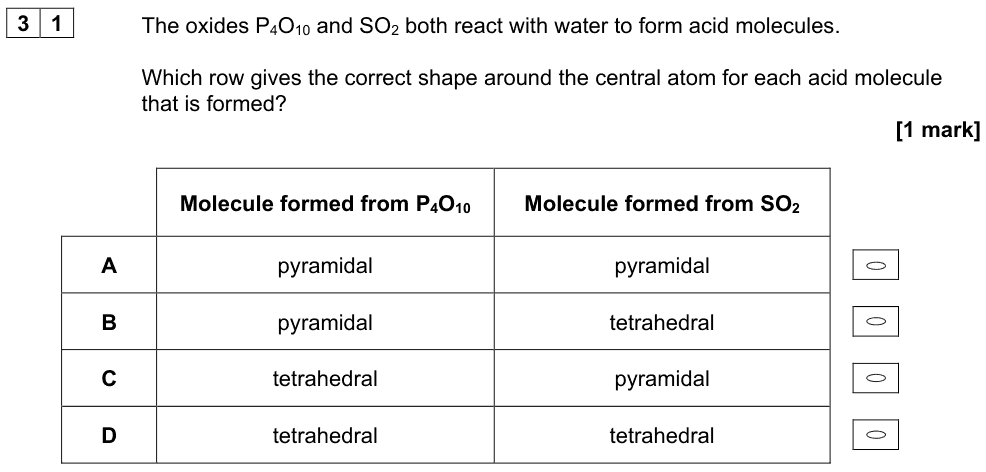 3 1 The oxides P₄O₁₀ and SO₂ both react with water to form acid molecules.
Which row gives the correct shape around the central atom for each acid molecule
that is formed?
[1 mark]
Molecule formed from P₄O₁₀ Molecule formed from SO₂
A pyramidal pyramidal
B pyramidal tetrahedral
C tetrahedral pyramidal
D tetrahedral tetrahedral